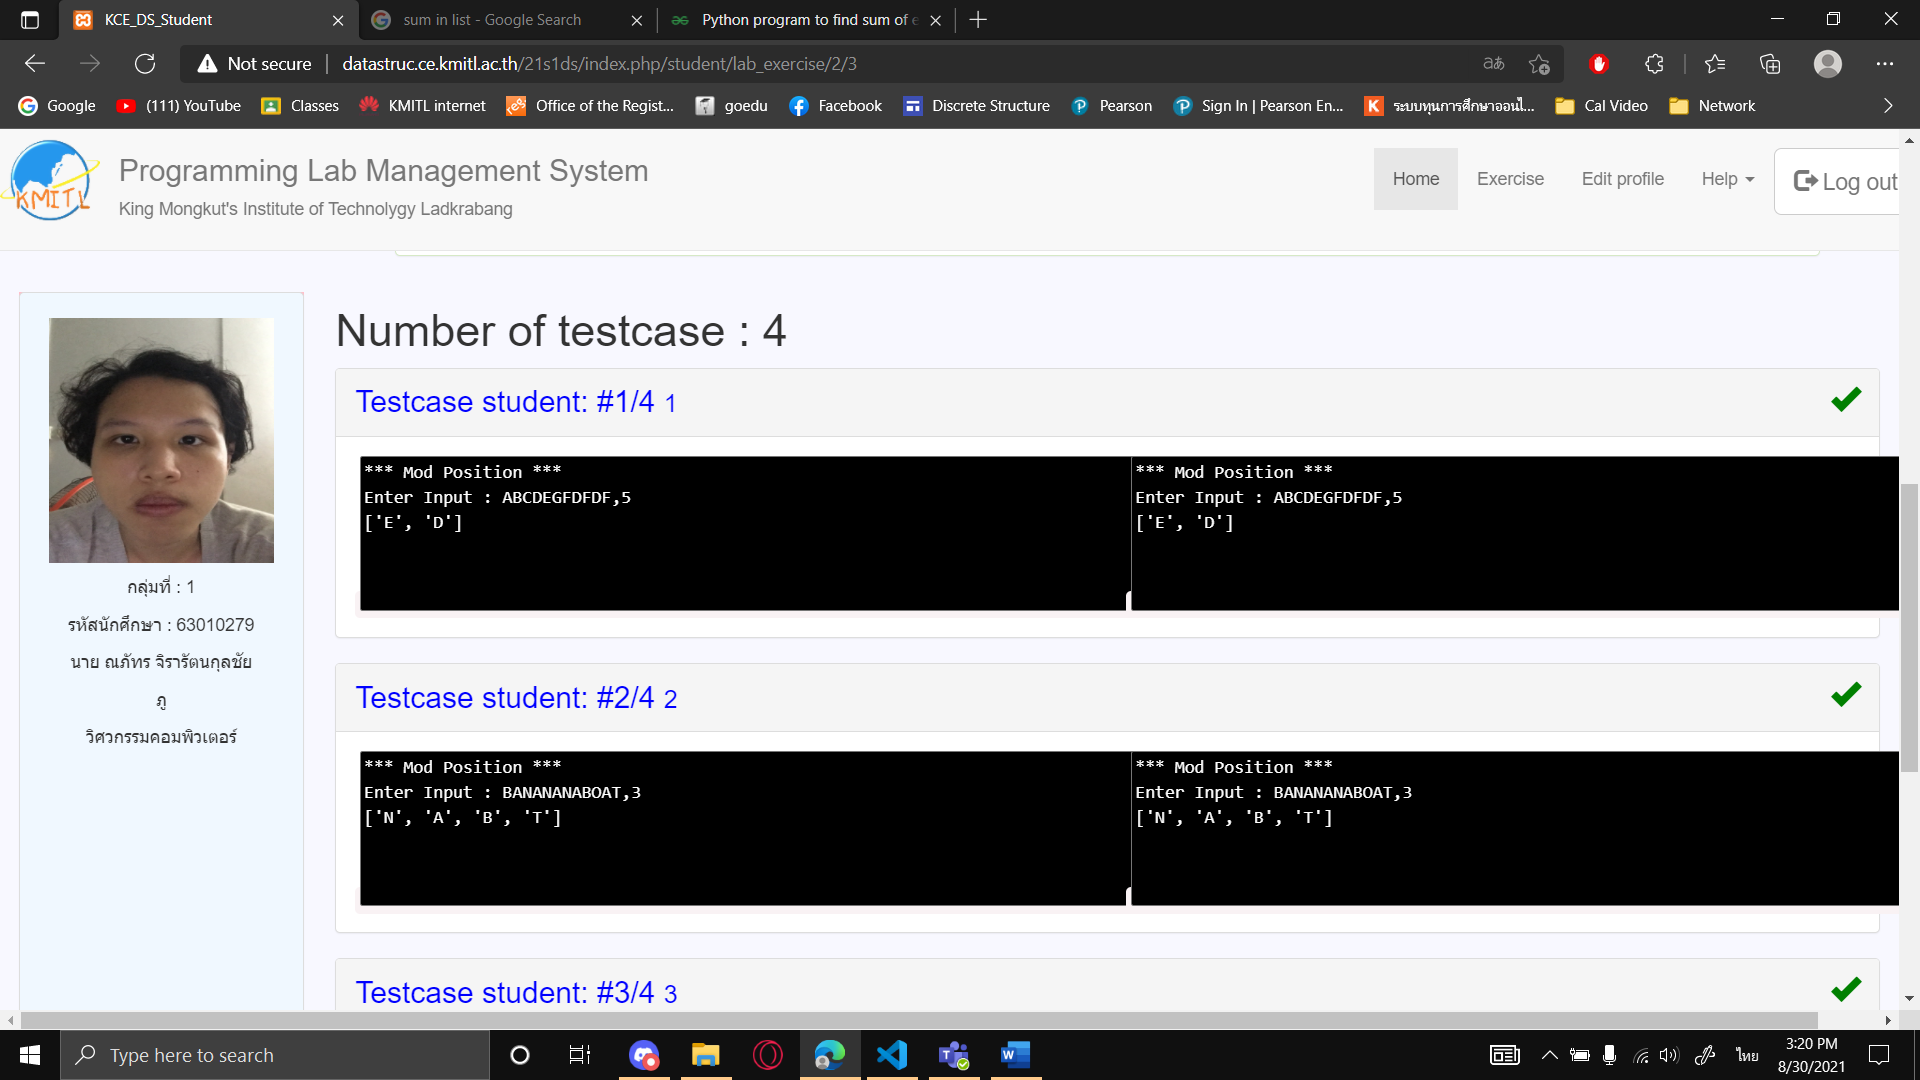 KCE_DS_Student
sum in list - Google Search
Python program to find sum of e
Not secure
datastruc.ce.kmitl.ac.th/21s1ds/index.php/student/lab_exercise/2/3
Google
(111) YouTube
Classes
KMITL internet
Office of the Regist...
goedu
Facebook
Discrete Structure
Pearson
Sign In | Pearson En...
ระบบทุนการศึกษาออนไ...
Cal Video
Network
KMITL
Programming Lab Management System
King Mongkut's Institute of Technolygy Ladkrabang
Home
Exercise
Edit profile
Help
Log out
กลุ่มที่ : 1
รหัสนักศึกษา : 63010279
นาย ณภัทร จิรารัตนกุลชัย
ภู
วิศวกรรมคอมพิวเตอร์
Number of testcase : 4
Testcase student: #1/4 1
*** Mod Position ***
Enter Input : ABCDEGFDFDF,5
['E', 'D']
*** Mod Position ***
Enter Input : ABCDEGFDFDF,5
['E', 'D']
Testcase student: #2/4 2
*** Mod Position ***
Enter Input : BANANANABOAT,3
['N', 'A', 'B', 'T']
*** Mod Position ***
Enter Input : BANANANABOAT,3
['N', 'A', 'B', 'T']
Testcase student: #3/4 3
Type here to search
ไทย
3:20 PM
8/30/2021